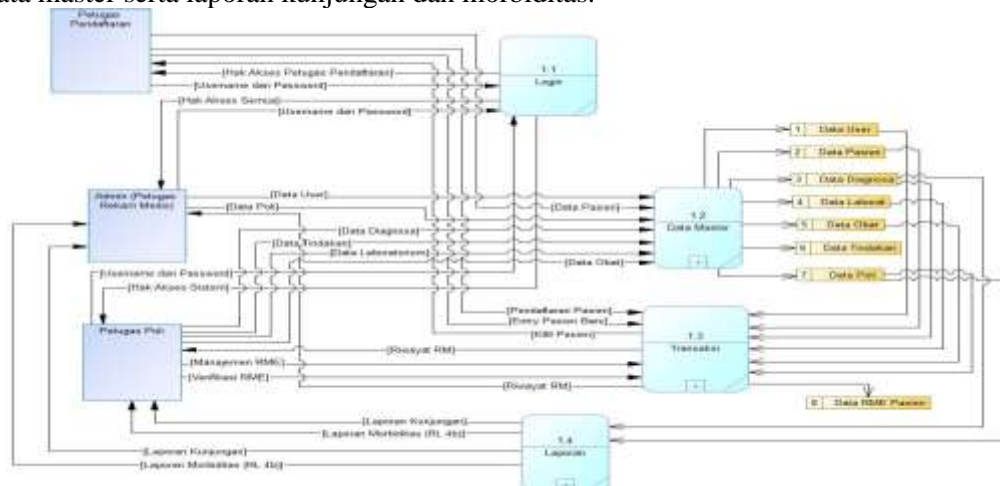 ata master serta laporan kunjungan dan morbiditas.
Petugas
Pendaftaran
1.1
Login
[Hak Akses Petugas Pendaftaran]
[Username dan Password]
[Hak Akses Semua]
[Username dan Password]
1 Data User
2 Data Pasien
3 Data Diagnosa
4 Data Laborat
5 Data Obat
6 Data Tindakan
7 Data Poli
Admin (Petugas
Rekam Medis)
[Data User]
[Data Poli]
[Data Pasien]
1.2
Data Master
[Data Diagnosa]
[Data Tindakan]
[Data Laboratorium]
[Data Obat]
[Username dan Password]
[Hak Akses Sistem]
Petugas Poli
[Pendaftaran Pasien]
[Entry Pasien Baru]
[KIB Pasien]
1.3
Transaksi
[Riwayat RM]
[Manajemen RME]
[Verifikasi RME]
[Riwayat RM]
8 Data RME Pasien
[Laporan Kunjungan]
[Laporan Morbiditas (RL 4b)]
1.4
Laporan
[Laporan Kunjungan]
[Laporan Morbiditas (RL 4b)]